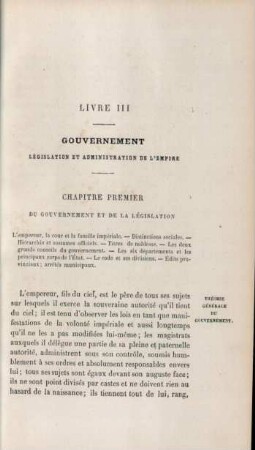 LIVRE III
GOUVERNEMENT
LÉGISLATION ET ADMINISTRATION DE L'EMPIRE
CHAPITRE PREMIER
DU GOUVERNEMENT ET DE LA LÉGISLATION
L'empereur, la cour et la famille impériale. — Distinctions sociales. —
Hiérarchie et costumes officiels. — Titres de noblesse. — Les deux
grands conseils du gouvernement. — Les six départements et les
principaux corps de l'État. — Le code et ses divisions. — Édits pro-
vinciaux; arrêtés municipaux.
L'empereur, fils du ciel, est le père de tous ses sujets
sur lesquels il exerce la souveraine autorité qu'il tient
du ciel; il est tenu d'observer les lois en tant que mani-
festations de la volonté impériale et aussi longtemps
qu'il ne les a pas modifiées lui-même; les magistrats
auxquels il délègue une partie de sa pleine et paternelle
autorité, administrent sous son contrôle, soumis hum-
blement à ses ordres et absolument responsables envers
lui; tous ses sujets sont égaux devant son auguste face;
ils ne sont point divisés par castes et ne doivent rien au
hasard de la naissance; ils tiennent tout de lui, rang,
THÉORIE
GÉNÉRALE
DU
GOUVERNEMENT.